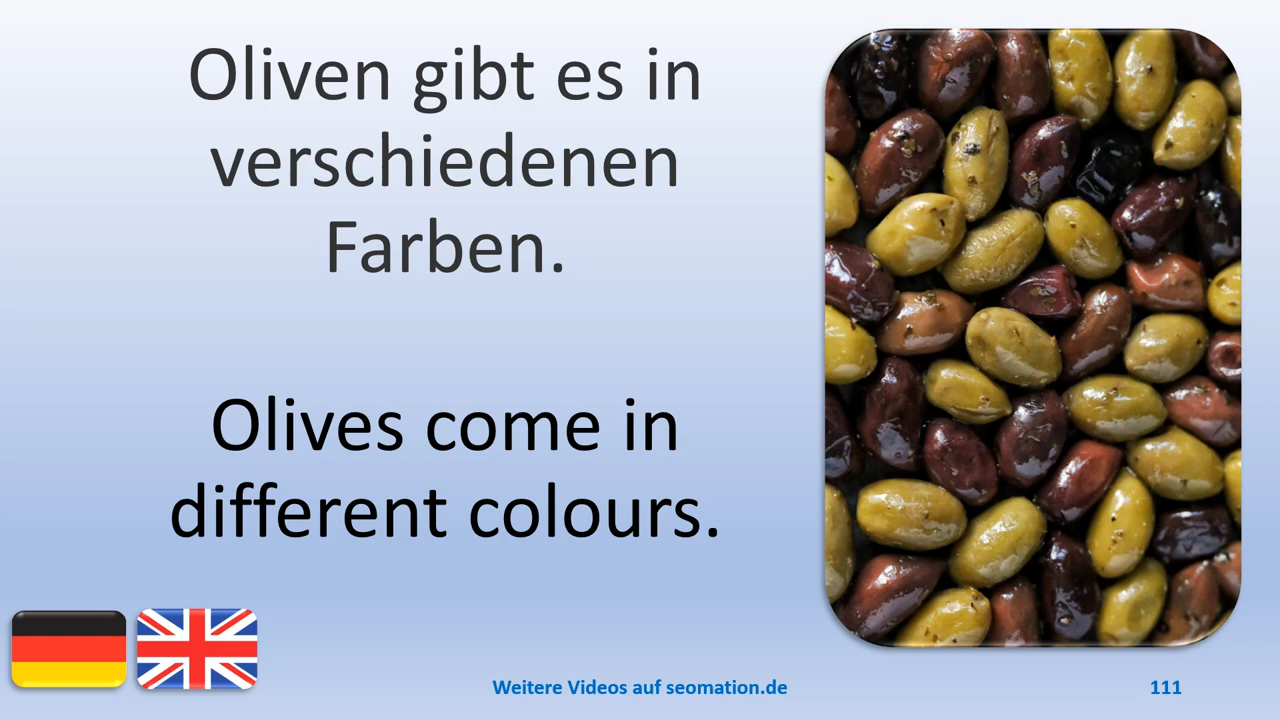 Oliven gibt es in
verschiedenen
Farben.
Olives come in
different colours.
Weitere Videos auf seomation.de
111